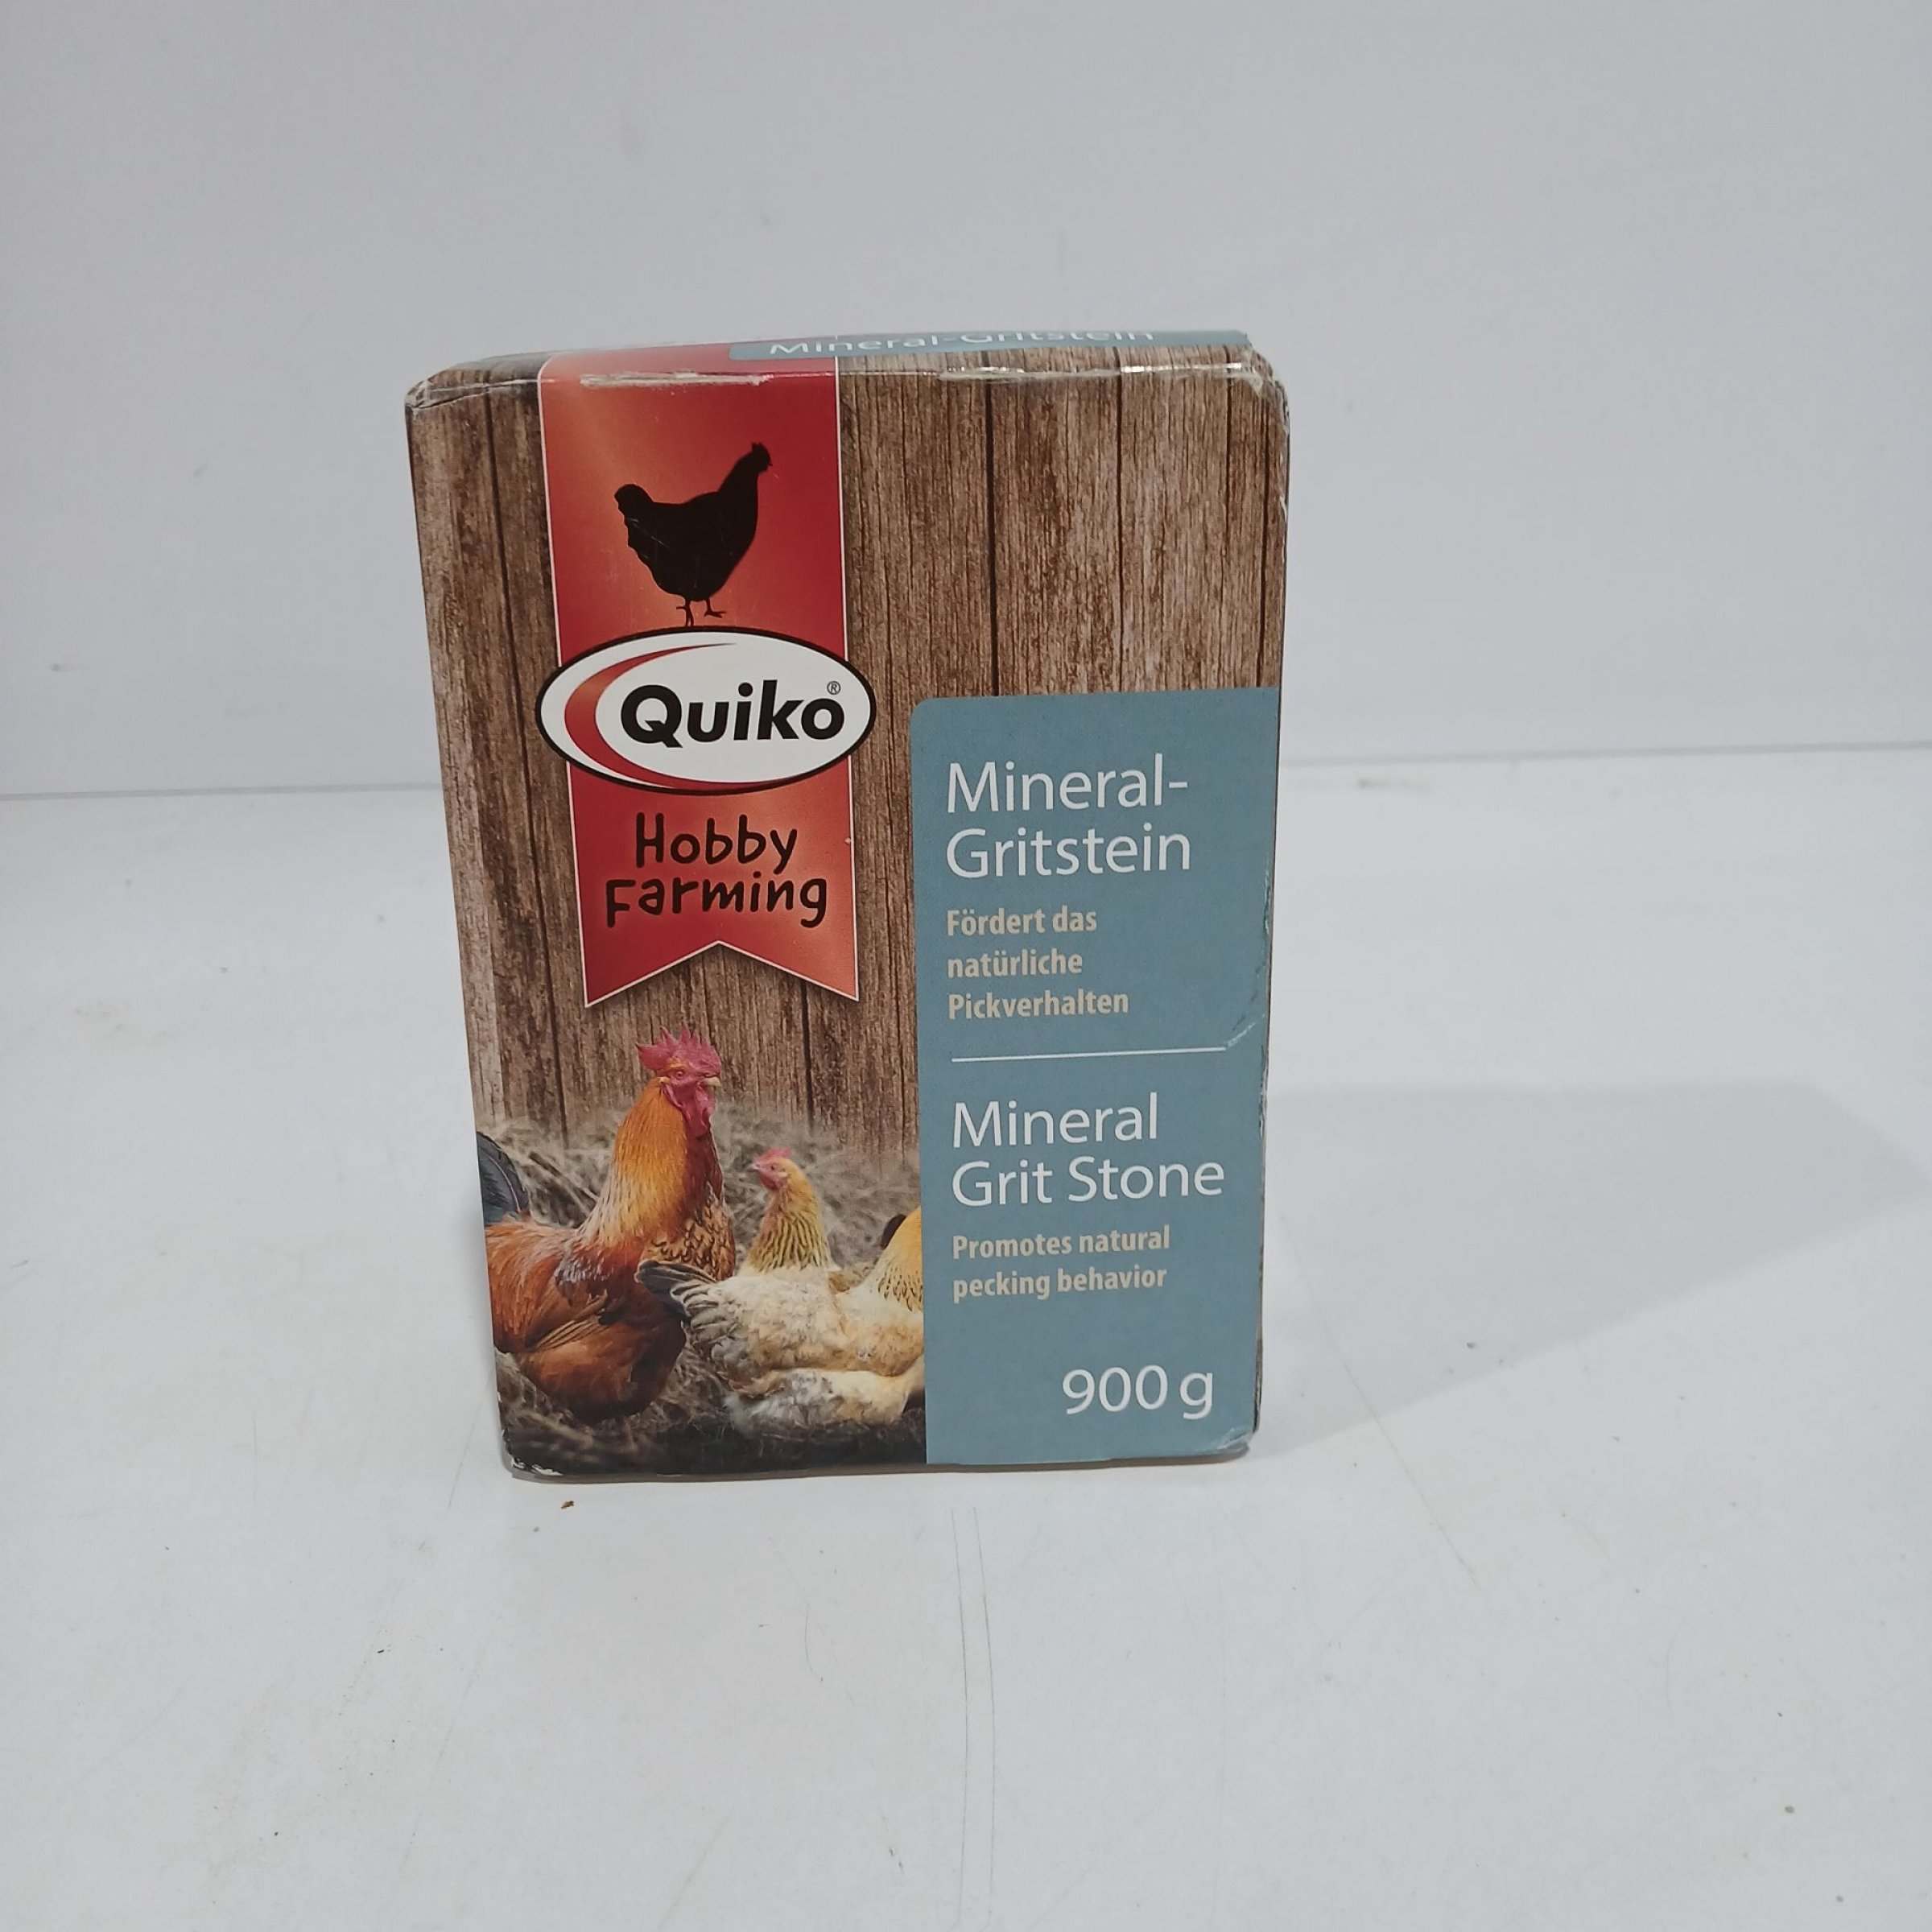 Mineral-Gritstein
Quiko®
Hobby
Farming
Mineral-
Gritstein
Fördert das
natürliche
Pickverhalten
Mineral
Grit Stone
Promotes natural
pecking behavior
900 g